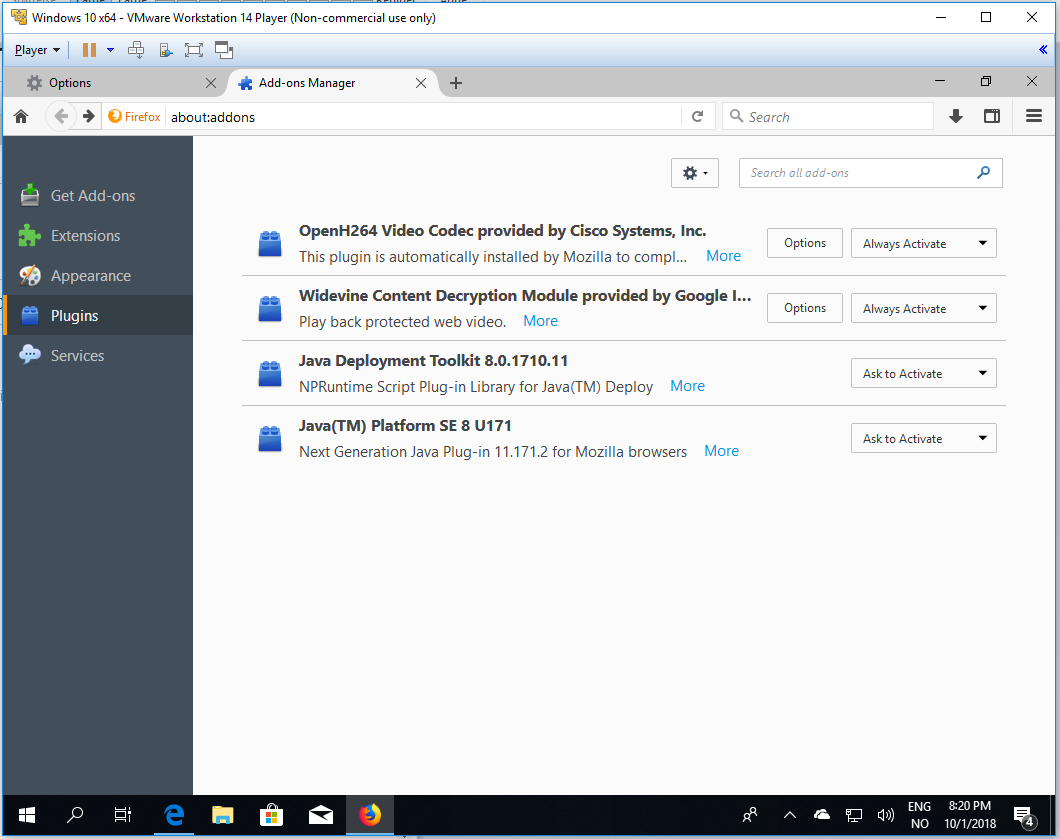 Windows 10 x64 - VMware Workstation 14 Player (Non-commercial use only)
Player
Options
Add-ons Manager
Firefox
about:addons
Search
Search all add-ons
Get Add-ons
Extensions
Appearance
Plugins
Services
OpenH264 Video Codec provided by Cisco Systems, Inc.
This plugin is automatically installed by Mozilla to compl...
More
Options
Always Activate
Widevine Content Decryption Module provided by Google I...
Play back protected web video.
More
Options
Always Activate
Java Deployment Toolkit 8.0.1710.11
NPRuntime Script Plug-in Library for Java(TM) Deploy
More
Ask to Activate
Java(TM) Platform SE 8 U171
Next Generation Java Plug-in 11.171.2 for Mozilla browsers
More
Ask to Activate
ENG
NO
8:20 PM
10/1/2018
4